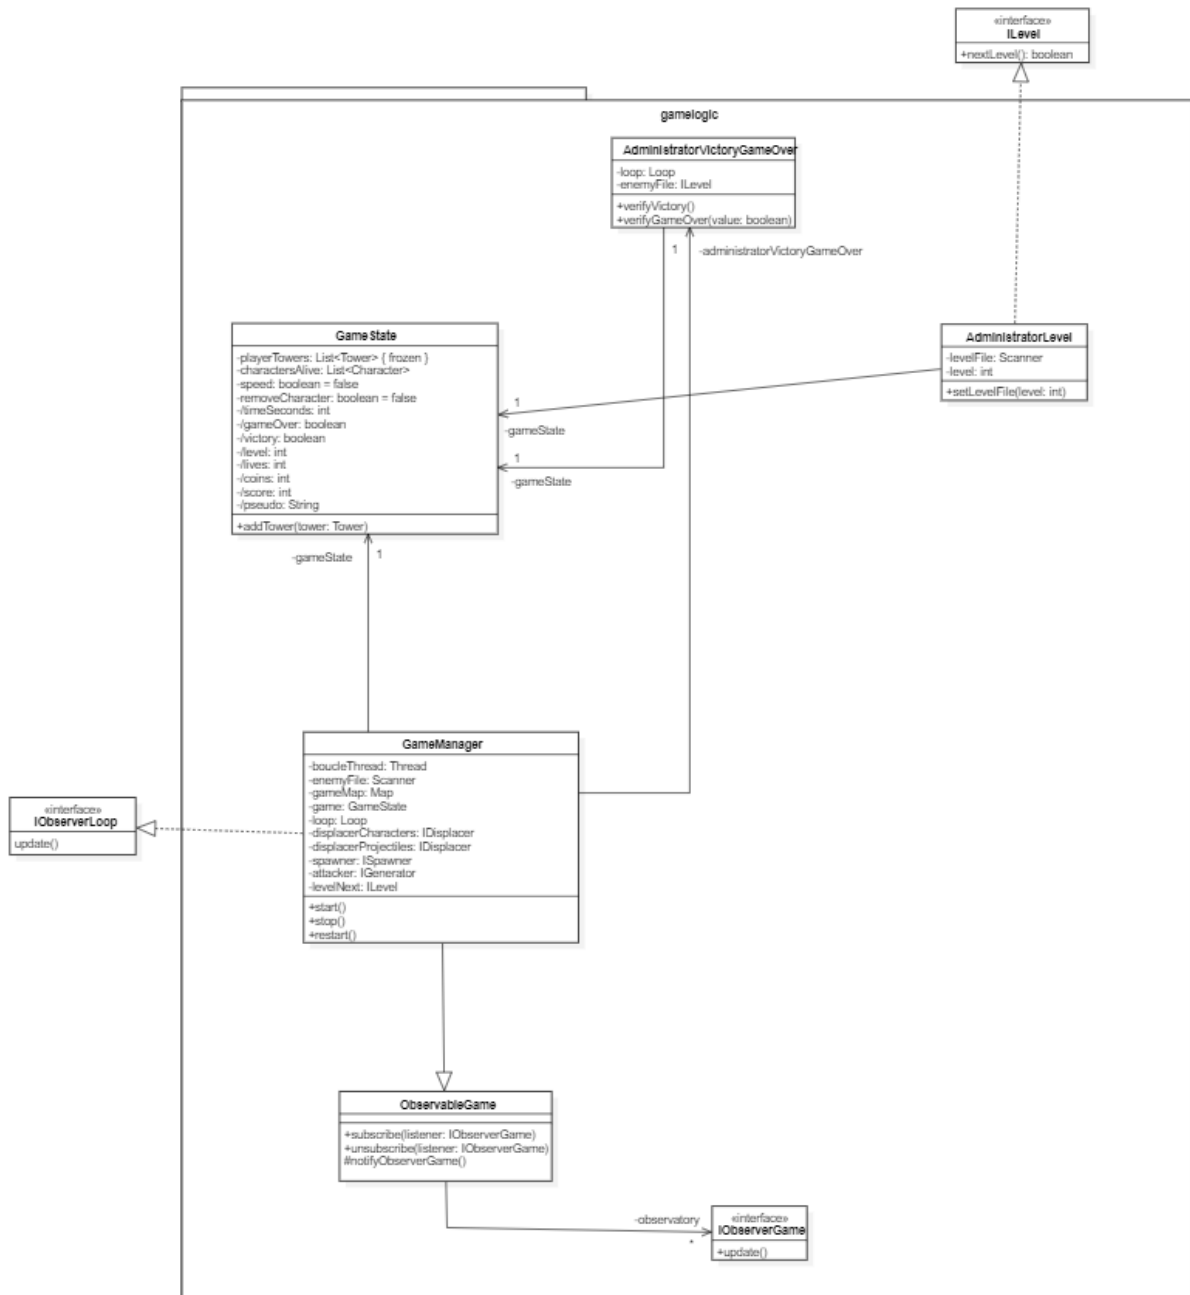 «interface»
ILevel
+nextLevel(): boolean
gamelogic
AdministratorVictoryGameOver
-loop: Loop
-enemyFile: ILevel
+verifyVictory()
+verifyGameOver(value: boolean)
1
-administratorVictoryGameOver
GameState
-playerTowers: List<Tower> { frozen }
-charactersAlive: List<Character>
-speed: boolean = false
-removeCharacter: boolean = false
-/timeSeconds: int
-/gameOver: boolean
-/victory: boolean
-/level: int
-/lives: int
-/coins: int
-/score: int
-/pseudo: String
+addTower(tower: Tower)
AdministratorLevel
-levelFile: Scanner
-level: int
+setLevelFile(level: int)
1
-gameState
1
-gameState
-gameState
1
GameManager
-boucleThread: Thread
-enemyFile: Scanner
-gameMap: Map
-game: GameState
-loop: Loop
-displacerCharacters: IDisplacer
-displacerProjectiles: IDisplacer
-spawner: ISpawner
-attacker: IGenerator
-levelNext: ILevel
+start()
+stop()
+restart()
«interface»
IObserverLoop
update()
ObservableGame
+subscribe(listener: IObserverGame)
+unsubscribe(listener: IObserverGame)
#notifyObserverGame()
-observatory
*
«interface»
IObserverGame
+update()